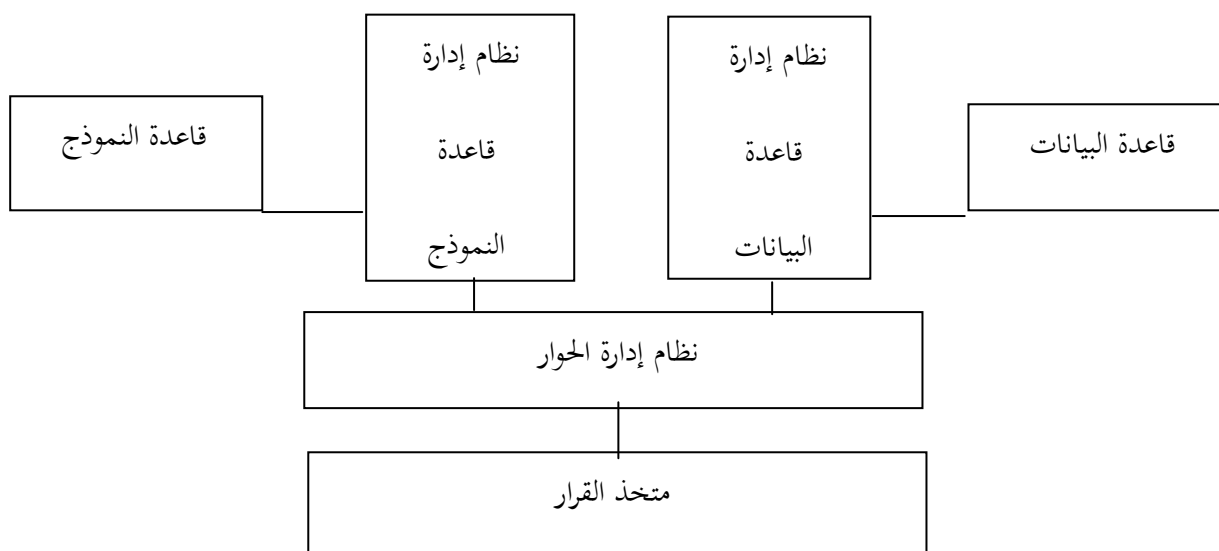 قاعدة البيانات
نظام إدارة
قاعدة
البيانات
نظام إدارة
قاعدة
النموذج
قاعدة النموذج
نظام إدارة الحوار
متخذ القرار